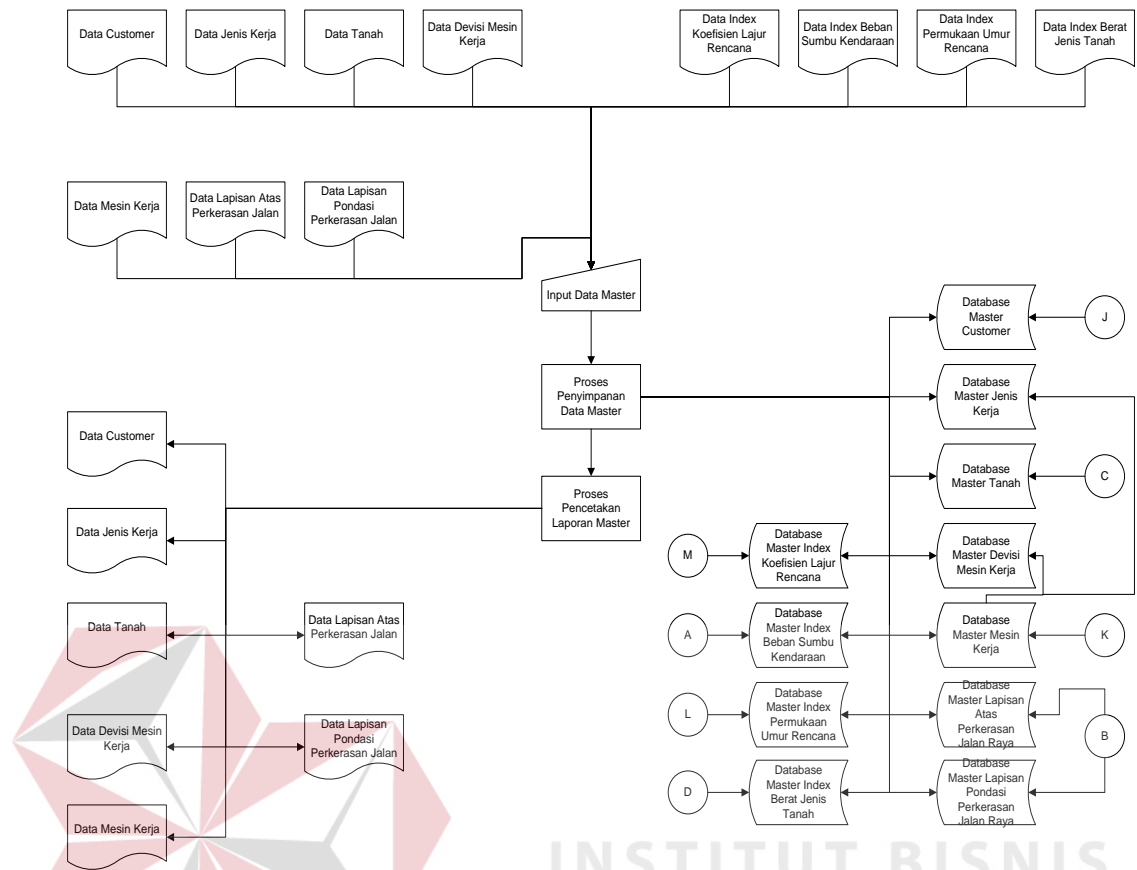 Data Customer
Data Jenis Kerja
Data Tanah
Data Devisi Mesin
Kerja
Data Index
Koefisien Lajur
Rencana
Data Index Beban
Sumbu Kendaraan
Data Index
Permukaan Umur
Rencana
Data Index Berat
Jenis Tanah
Data Mesin Kerja
Data Lapisan Atas
Perkerasan Jalan
Data Lapisan
Pondasi
Perkerasan Jalan
Input Data Master
Proses
Penyimpanan
Data Master
Proses
Pencetakan
Laporan Master
Data Customer
Data Jenis Kerja
Data Tanah
Data Lapisan Atas
Perkerasan Jalan
Data Devisi Mesin
Kerja
Data Lapisan
Pondasi
Perkerasan Jalan
Data Mesin Kerja
Database
Master
Customer
J
Database
Master Jenis
Kerja
Database
Master Tanah
C
M
Database
Master Index
Koefisien Lajur
Rencana
Database
Master Devisi
Mesin Kerja
A
Database
Master Index
Beban Sumbu
Kendaraan
Database
Master Mesin
Kerja
K
L
Database
Master Index
Permukaan
Umur Rencana
Database
Master Lapisan
Atas
Perkerasan
Jalan Raya
B
D
Database
Master Index
Berat Jenis
Tanah
Database
Master Lapisan
Pondasi
Perkerasan
Jalan Raya
INSTITUT BISNIS